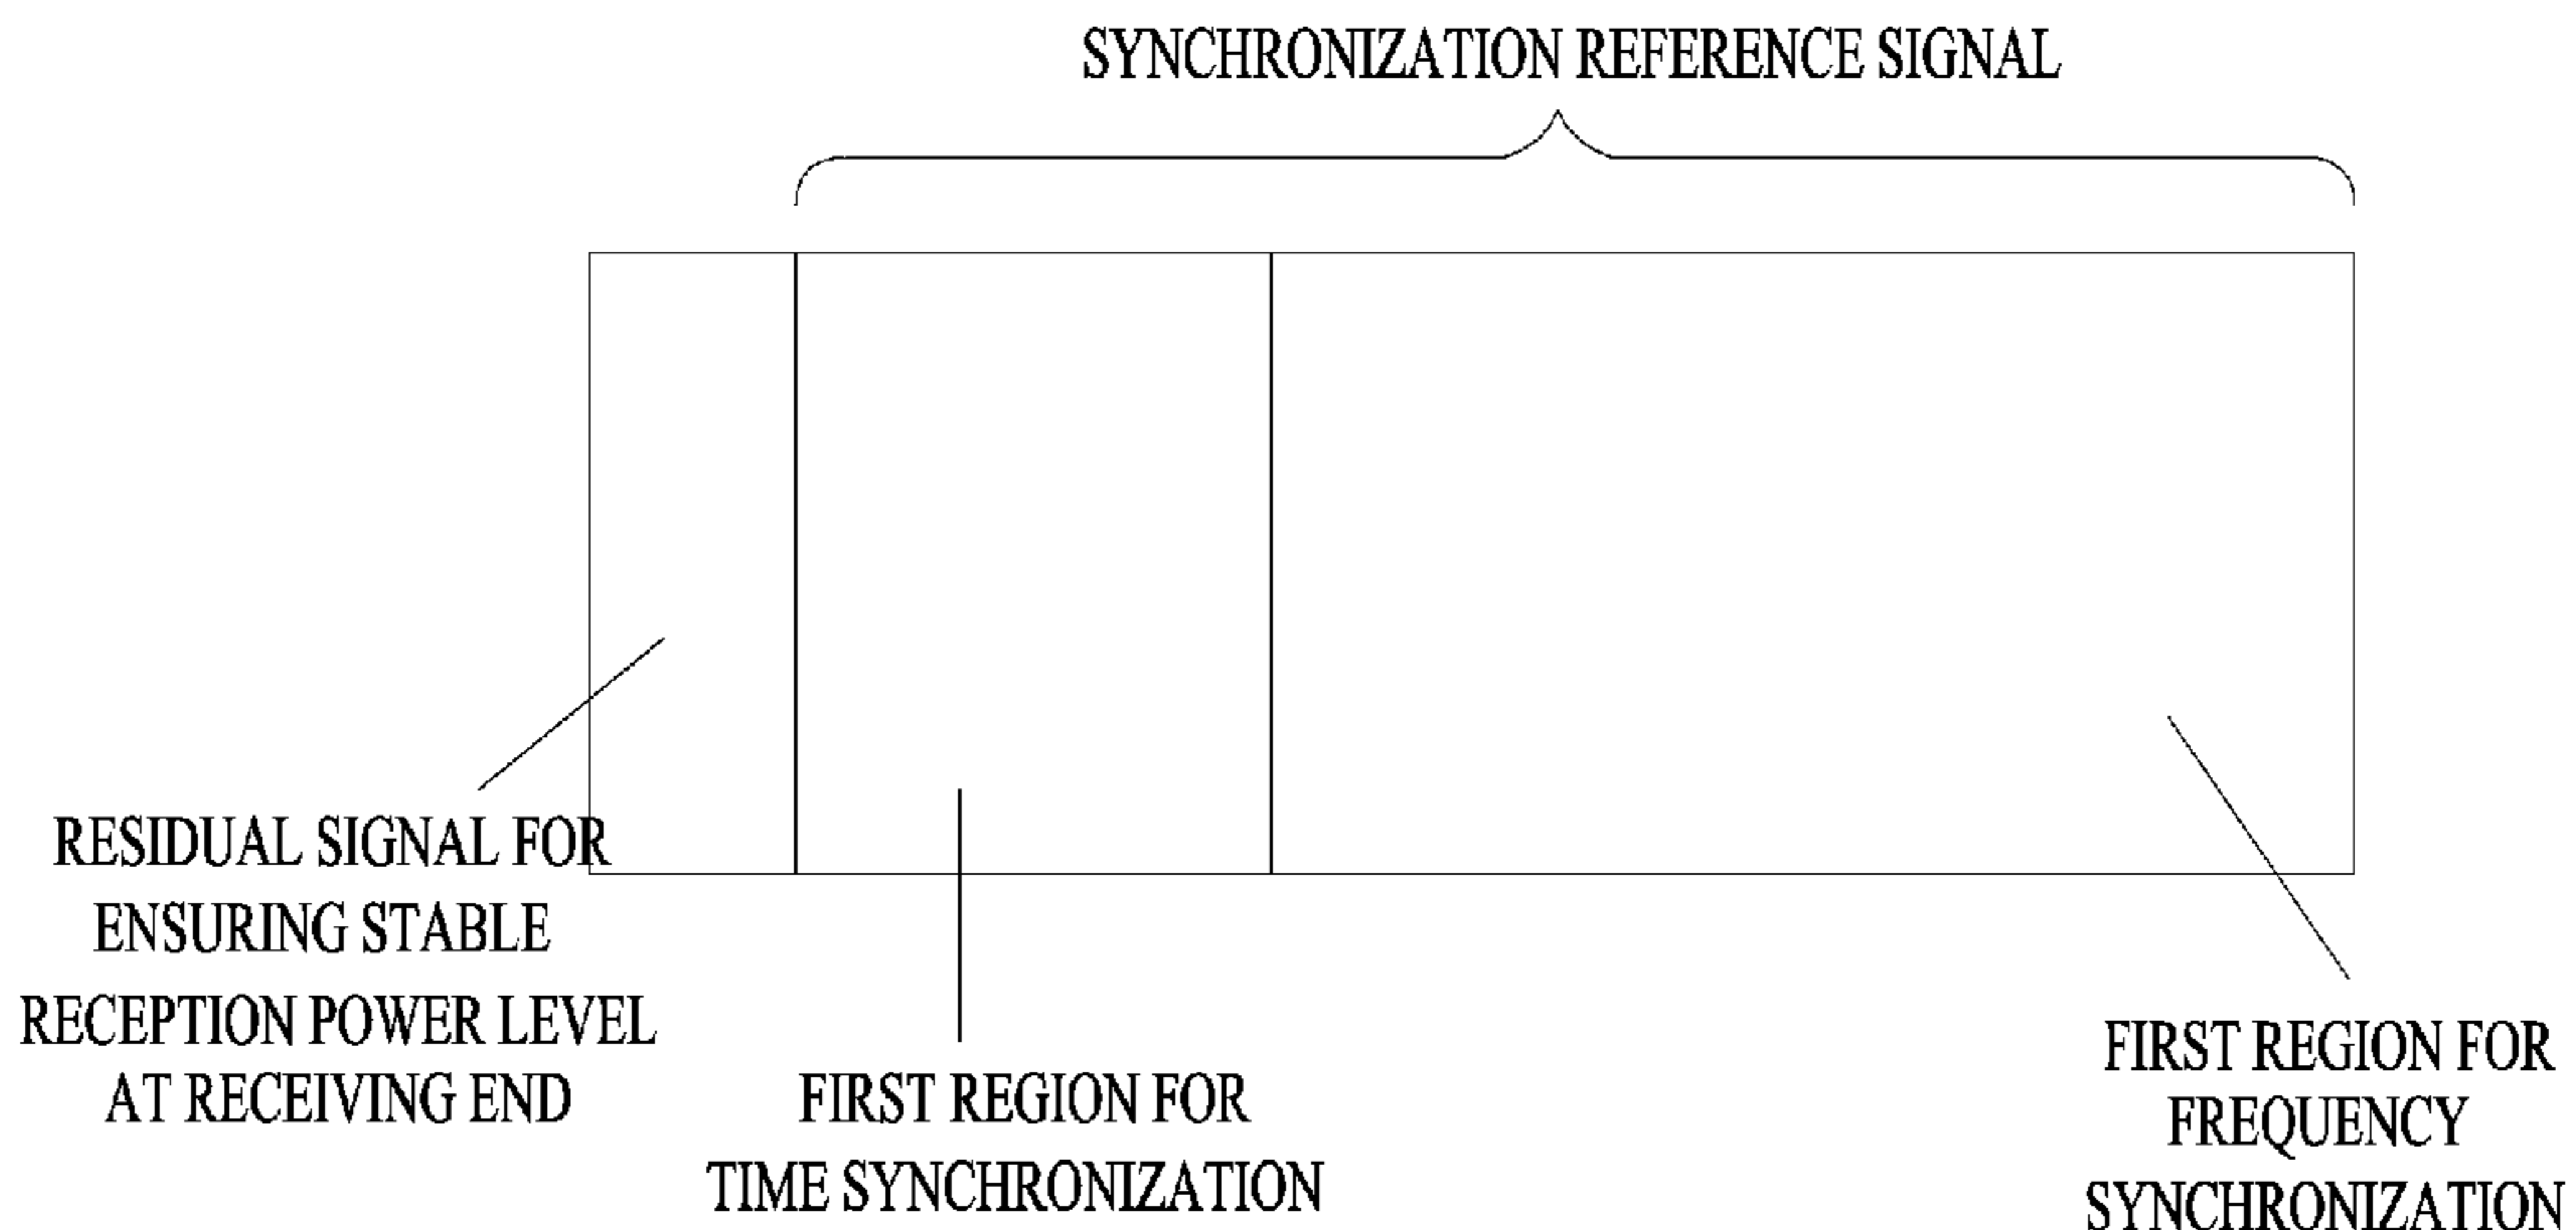 SYNCHRONIZATION REFERENCE SIGNAL
RESIDUAL SIGNAL FOR
ENSURING STABLE
RECEPTION POWER LEVEL
AT RECEIVING END
FIRST REGION FOR
TIME SYNCHRONIZATION
FIRST REGION FOR
FREQUENCY
SYNCHRONIZATION